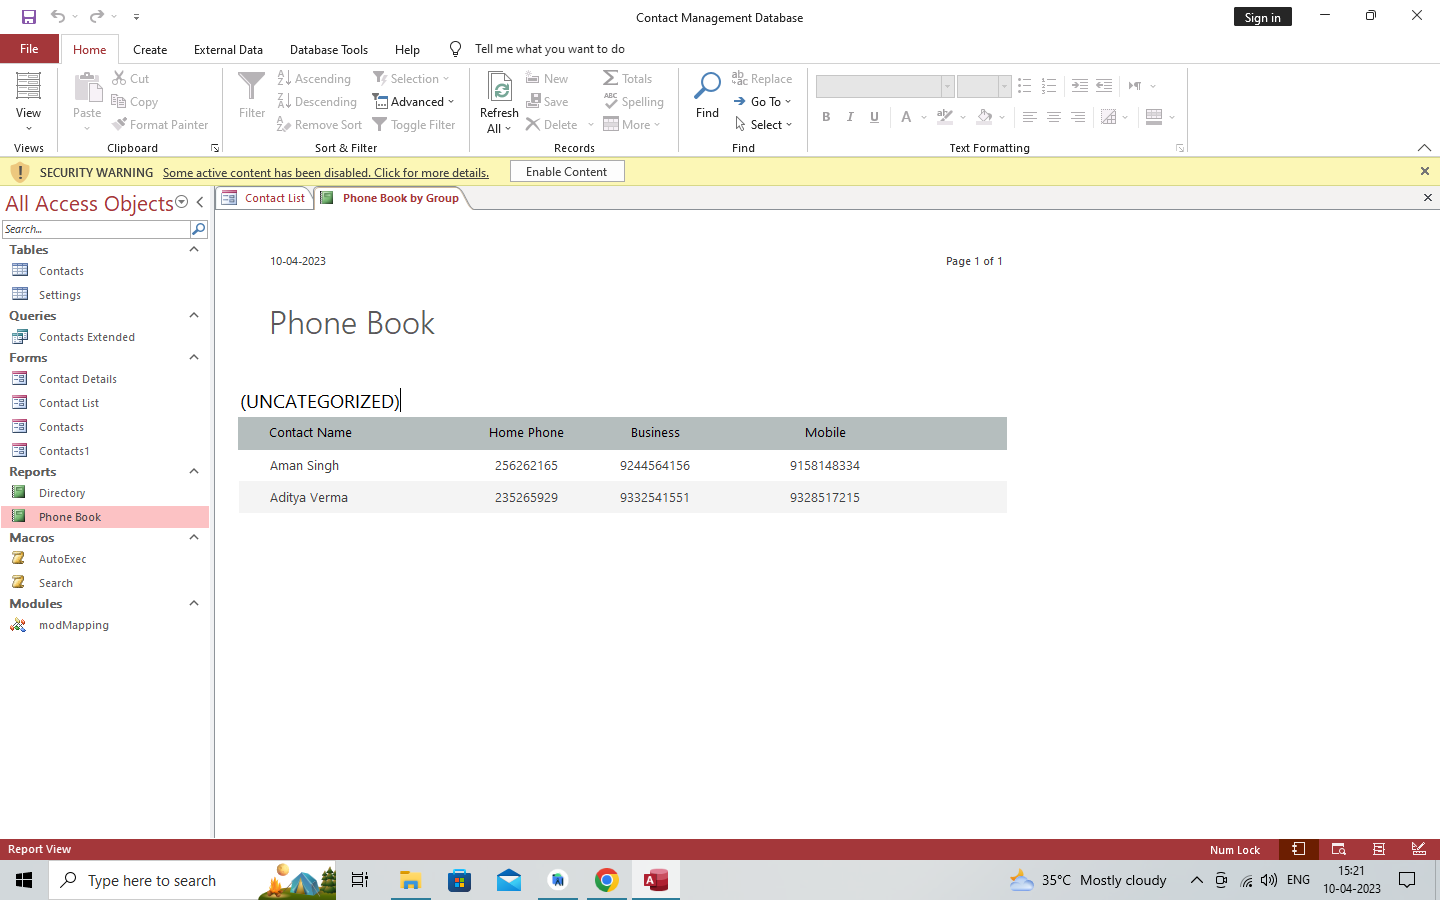 Contact Management Database
Sign in
File
Home
Create
External Data
Database Tools
Help
Tell me what you want to do
View
Views
Paste
Cut
Copy
Format Painter
Clipboard
Filter
Ascending
Descending
Remove Sort
Selection
Advanced
Toggle Filter
Sort & Filter
Refresh
All
New
Save
Delete
Totals
Spelling
More
Records
Find
Replace
Go To
Select
Find
B I U A
Text Formatting
SECURITY WARNING Some active content has been disabled. Click for more details. Enable Content
All Access Objects
Search...
Tables
Contacts
Settings
Queries
Contacts Extended
Forms
Contact Details
Contact List
Contacts
Contacts1
Reports
Directory
Phone Book
Macros
AutoExec
Search
Modules
modMapping
Contact List
Phone Book by Group
10-04-2023
Page 1 of 1
Phone Book
(UNCATEGORIZED)
Contact Name Home Phone Business Mobile
Aman Singh 256262165 9244564156 9158148334
Aditya Verma 235265929 9332541551 9328517215
Report View
Num Lock
Type here to search
35°C Mostly cloudy
ENG
15:21
10-04-2023